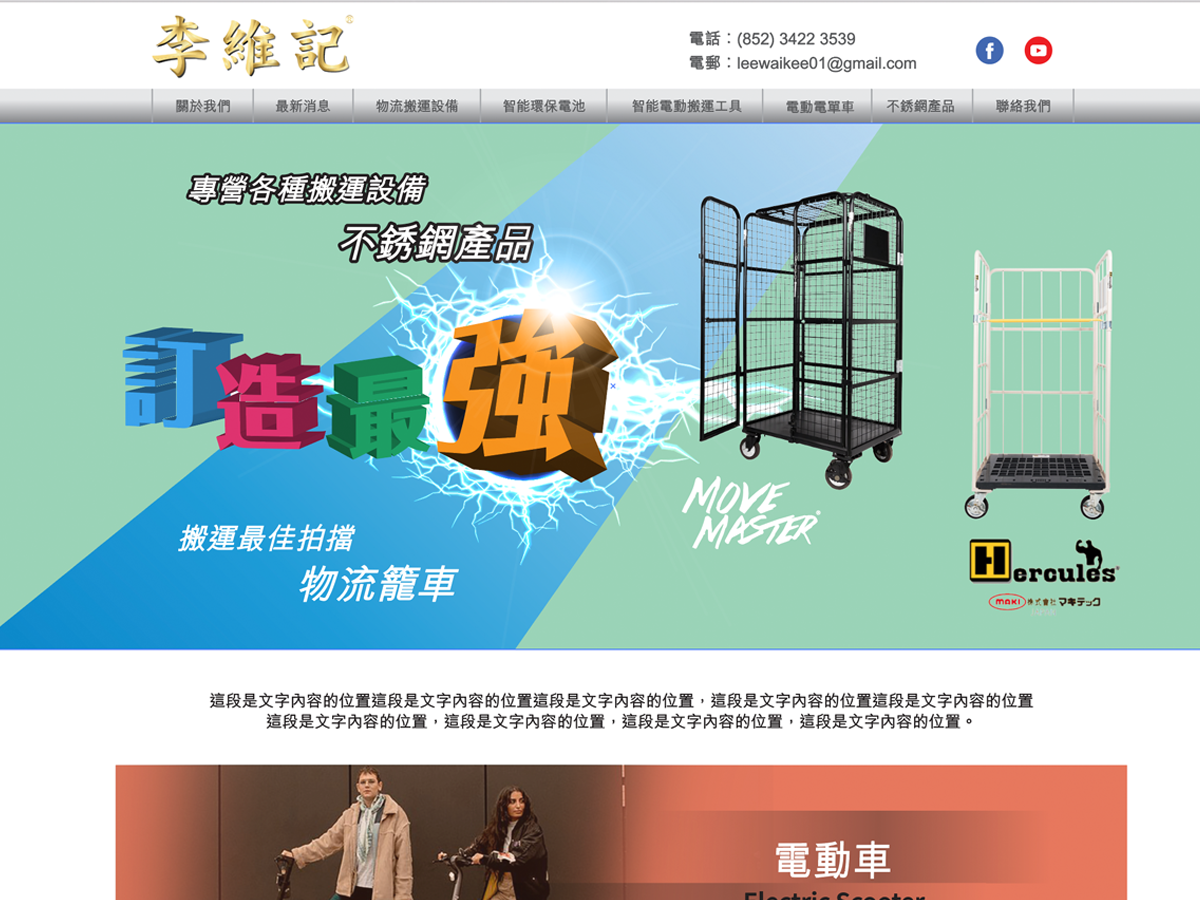 李維記
電話：(852) 3422 3539
電郵：leewaikee01@gmail.com
關於我們 最新消息 物流搬運設備 智能環保電池 智能電動搬運工具 電動電單車 不銹鋼產品 聯絡我們
專營各種搬運設備
不銹鋼產品
訂造最強
搬運最佳拍擋
物流籠車
MOVE
MASTER
Hercules
maki 株式會社 マキテック
這段是文字內容的位置這段是文字內容的位置這段是文字內容的位置，這段是文字內容的位置這段是文字內容的位置
這段是文字內容的位置，這段是文字內容的位置，這段是文字內容的位置，這段是文字內容的位置。
電動車
Electric Scooter